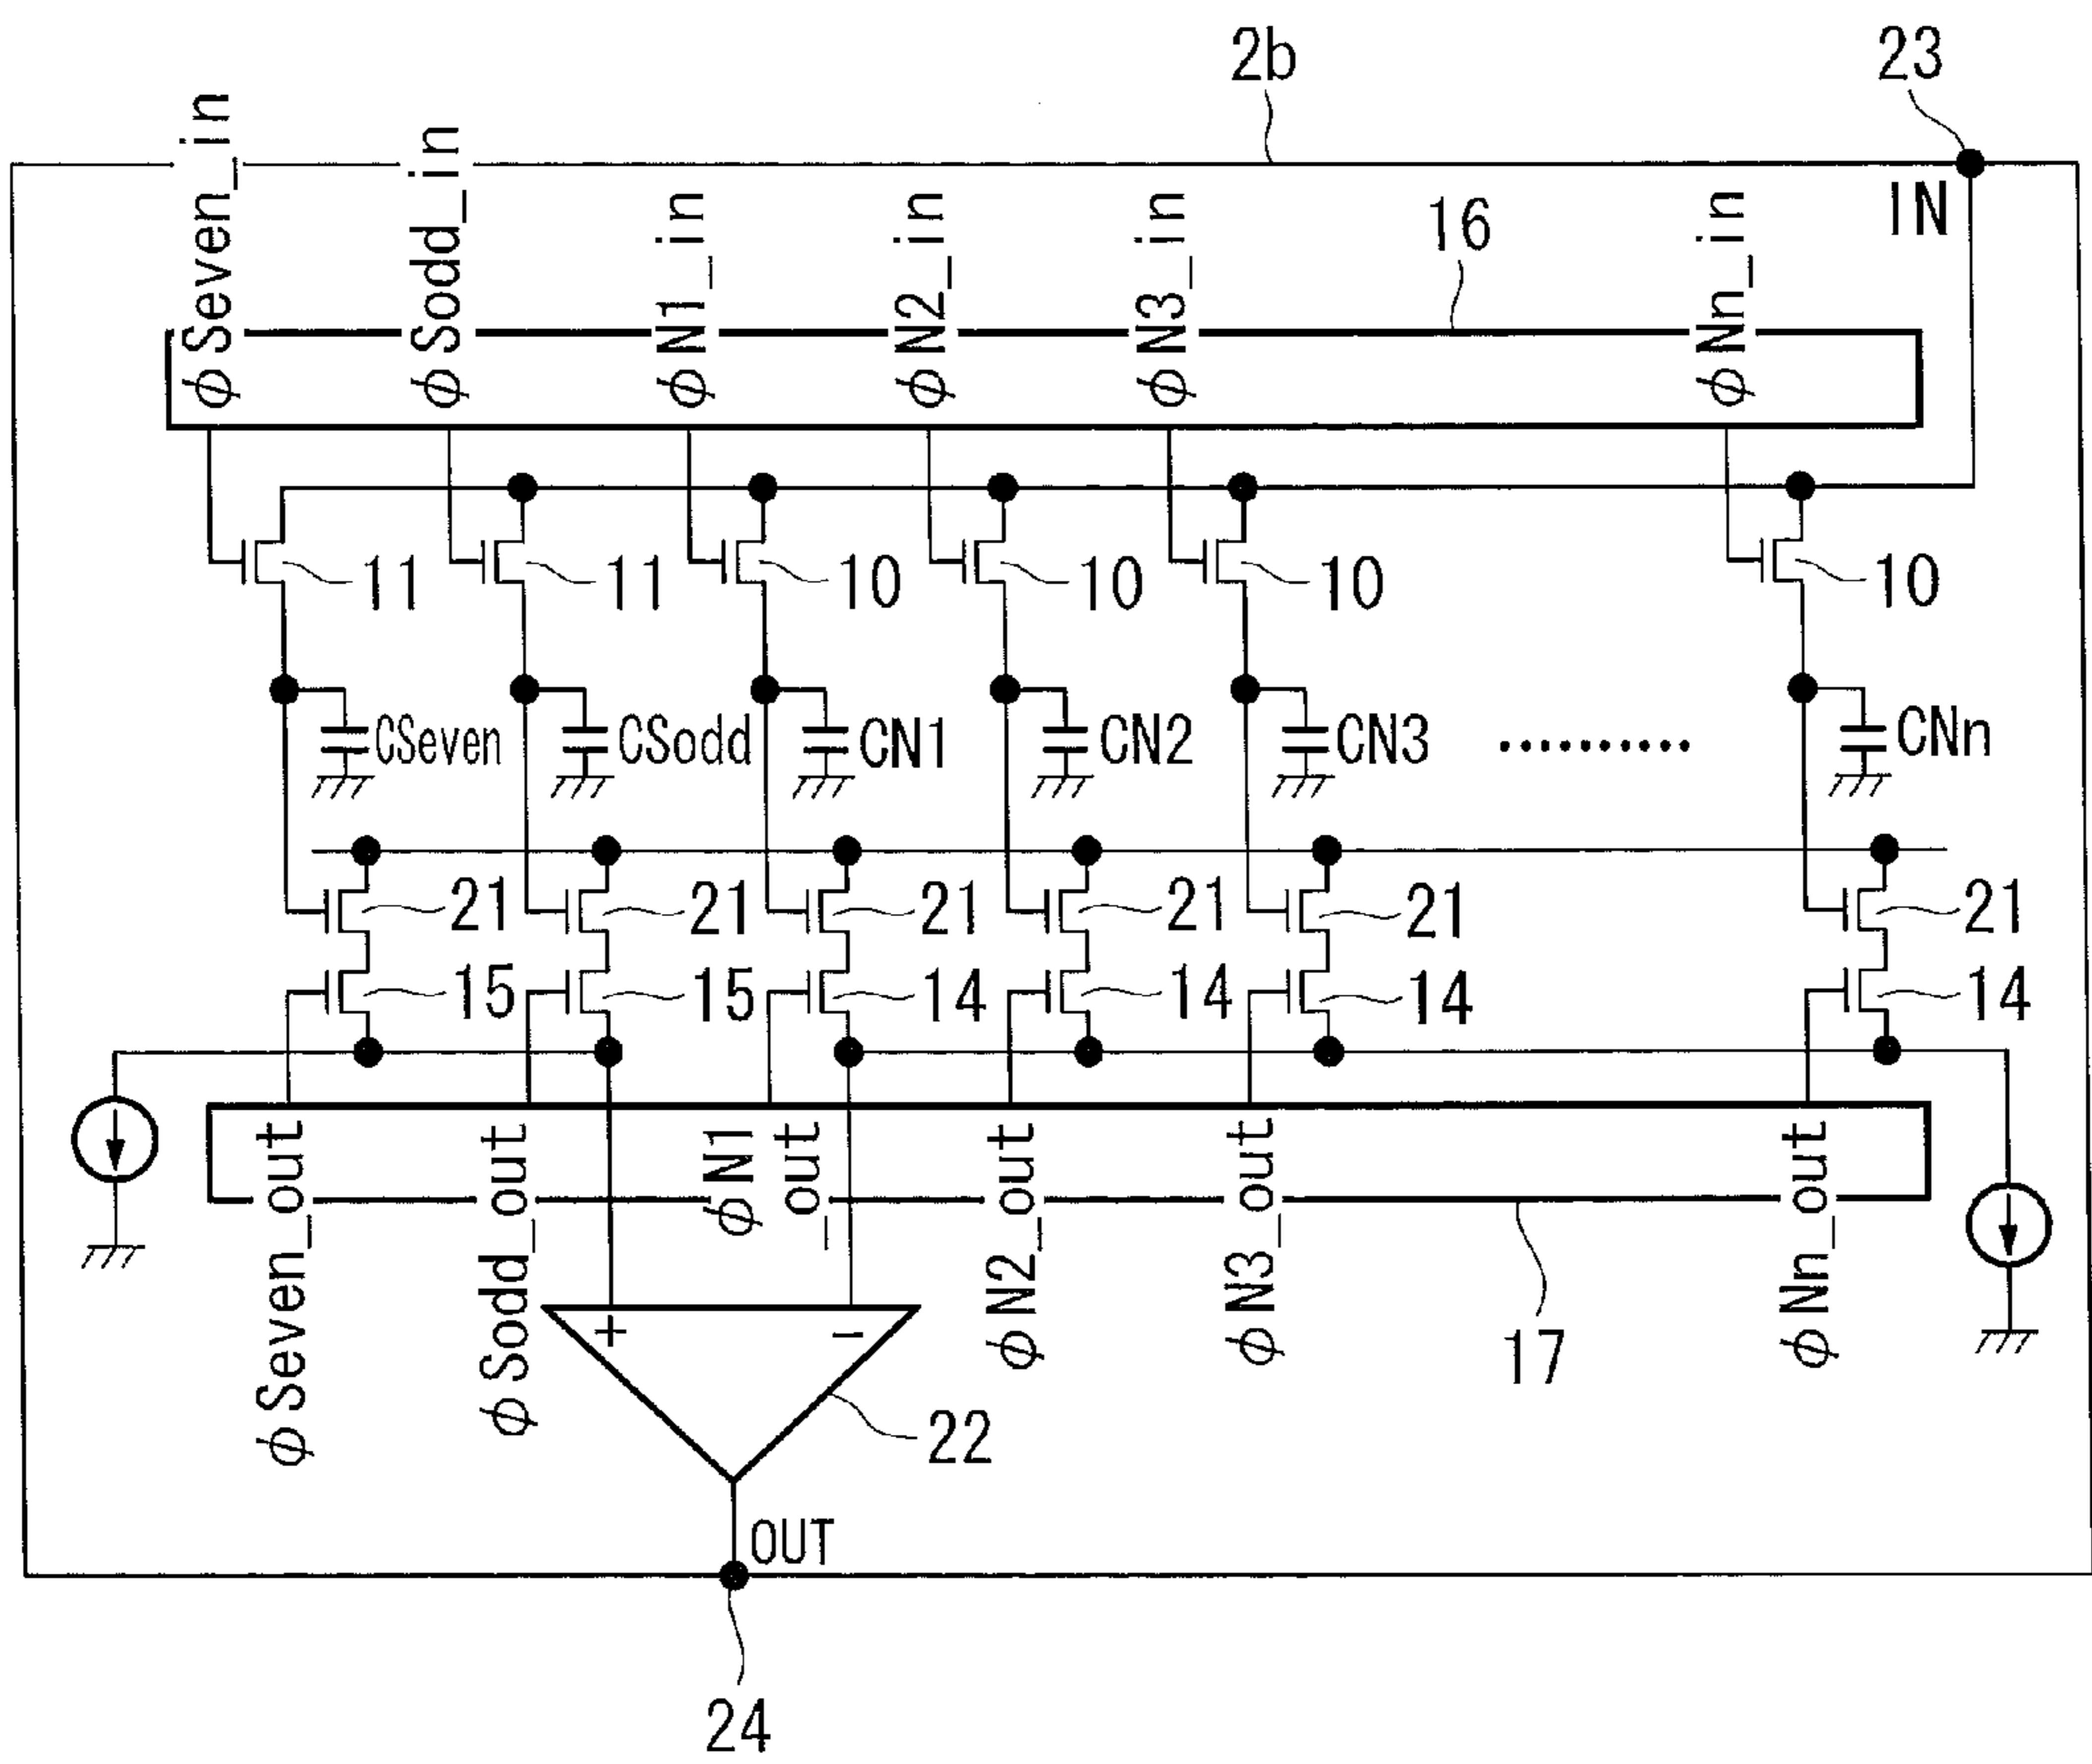 2b
23
φSeven_in
φSodd_in
φN1_in
φN2_in
φN3_in
16
φNn_in
IN
11
11
10
10
10
10
CSeven
CSodd
CN1
CN2
CN3
..........
CNn
21
21
21
21
21
21
15
15
14
14
14
14
φSeven_out
φSodd_out
φN1
_out
φN2_out
φN3_out
17
φNn_out
+
−
22
OUT
24